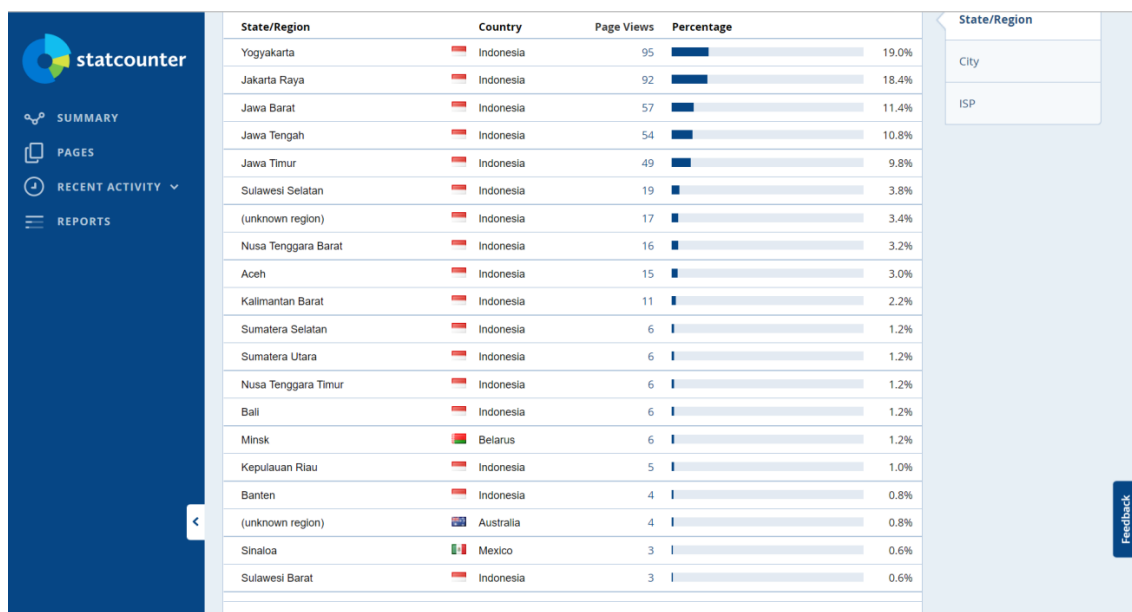 statcounter
SUMMARY
PAGES
RECENT ACTIVITY
REPORTS
State/Region Country Page Views Percentage
Yogyakarta Indonesia 95 19.0%
Jakarta Raya Indonesia 92 18.4%
Jawa Barat Indonesia 57 11.4%
Jawa Tengah Indonesia 54 10.8%
Jawa Timur Indonesia 49 9.8%
Sulawesi Selatan Indonesia 19 3.8%
(unknown region) Indonesia 17 3.4%
Nusa Tenggara Barat Indonesia 16 3.2%
Aceh Indonesia 15 3.0%
Kalimantan Barat Indonesia 11 2.2%
Sumatera Selatan Indonesia 6 1.2%
Sumatera Utara Indonesia 6 1.2%
Nusa Tenggara Timur Indonesia 6 1.2%
Bali Indonesia 6 1.2%
Minsk Belarus 6 1.2%
Kepulauan Riau Indonesia 5 1.0%
Banten Indonesia 4 0.8%
(unknown region) Australia 4 0.8%
Sinaloa Mexico 3 0.6%
Sulawesi Barat Indonesia 3 0.6%
State/Region
City
ISP
Feedback